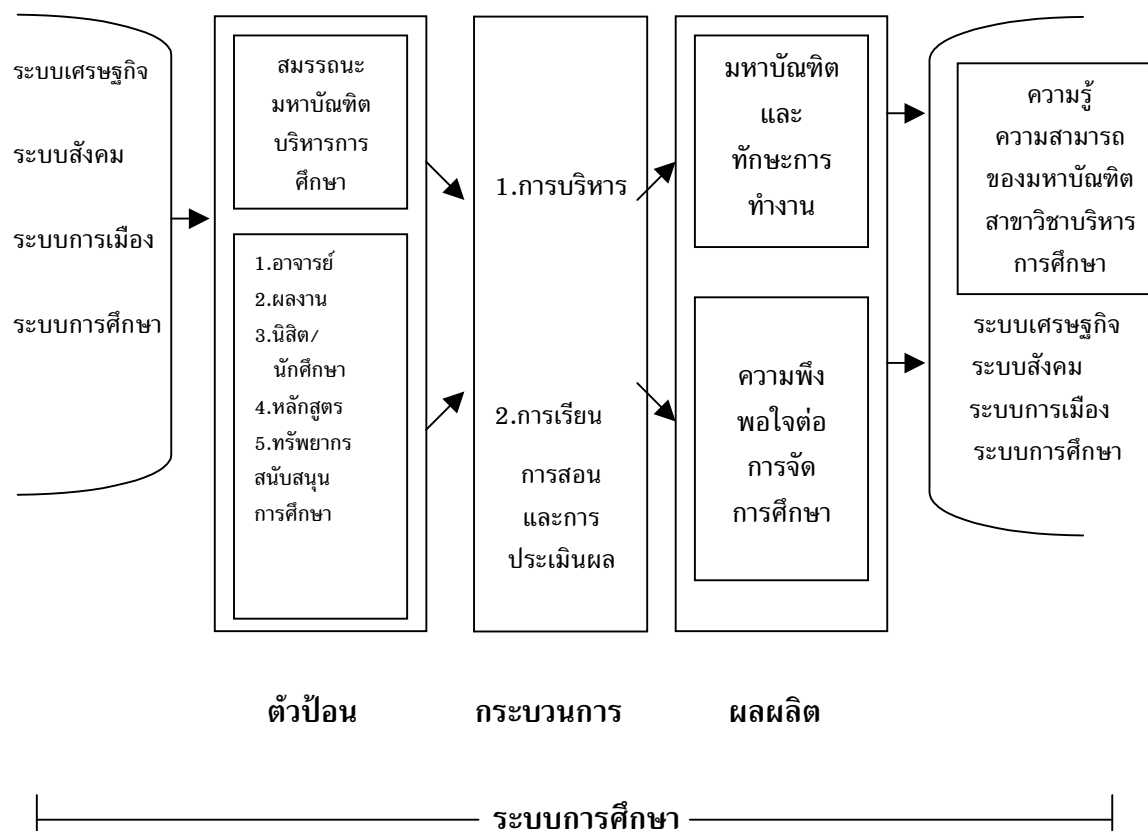 ระบบเศรษฐกิจ
ระบบสังคม
ระบบการเมือง
ระบบการศึกษา
สมรรถนะ
มหาบัณฑิต
บริหารการ
ศึกษา
1.อาจารย์
2.ผลงาน
3.นิสิต/
นักศึกษา
4.หลักสูตร
5.ทรัพยากร
สนับสนุน
การศึกษา
1.การบริหาร
2.การเรียน
การสอน
และการ
ประเมินผล
มหาบัณฑิต
และ
ทักษะการ
ทำงาน
ความพึง
พอใจต่อ
การจัด
การศึกษา
ความรู้
ความสามารถ
ของมหาบัณฑิต
สาขาวิชาบริหาร
การศึกษา
ระบบเศรษฐกิจ
ระบบสังคม
ระบบการเมือง
ระบบการศึกษา
ตัวป้อน
กระบวนการ
ผลผลิต
ระบบการศึกษา